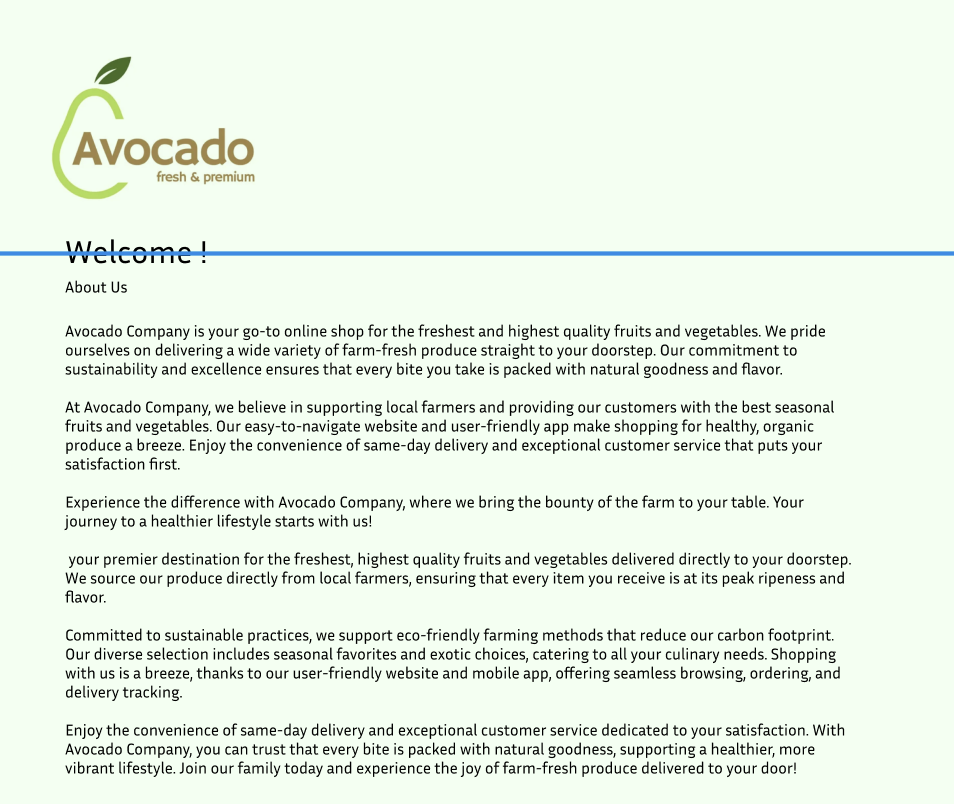 Avocado
fresh & premium
Welcome !
About Us
Avocado Company is your go-to online shop for the freshest and highest quality fruits and vegetables. We pride
ourselves on delivering a wide variety of farm-fresh produce straight to your doorstep. Our commitment to
sustainability and excellence ensures that every bite you take is packed with natural goodness and flavor.
At Avocado Company, we believe in supporting local farmers and providing our customers with the best seasonal
fruits and vegetables. Our easy-to-navigate website and user-friendly app make shopping for healthy, organic
produce a breeze. Enjoy the convenience of same-day delivery and exceptional customer service that puts your
satisfaction first.
Experience the difference with Avocado Company, where we bring the bounty of the farm to your table. Your
journey to a healthier lifestyle starts with us!
your premier destination for the freshest, highest quality fruits and vegetables delivered directly to your doorstep.
We source our produce directly from local farmers, ensuring that every item you receive is at its peak ripeness and
flavor.
Committed to sustainable practices, we support eco-friendly farming methods that reduce our carbon footprint.
Our diverse selection includes seasonal favorites and exotic choices, catering to all your culinary needs. Shopping
with us is a breeze, thanks to our user-friendly website and mobile app, offering seamless browsing, ordering, and
delivery tracking.
Enjoy the convenience of same-day delivery and exceptional customer service dedicated to your satisfaction. With
Avocado Company, you can trust that every bite is packed with natural goodness, supporting a healthier, more
vibrant lifestyle. Join our family today and experience the joy of farm-fresh produce delivered to your door!